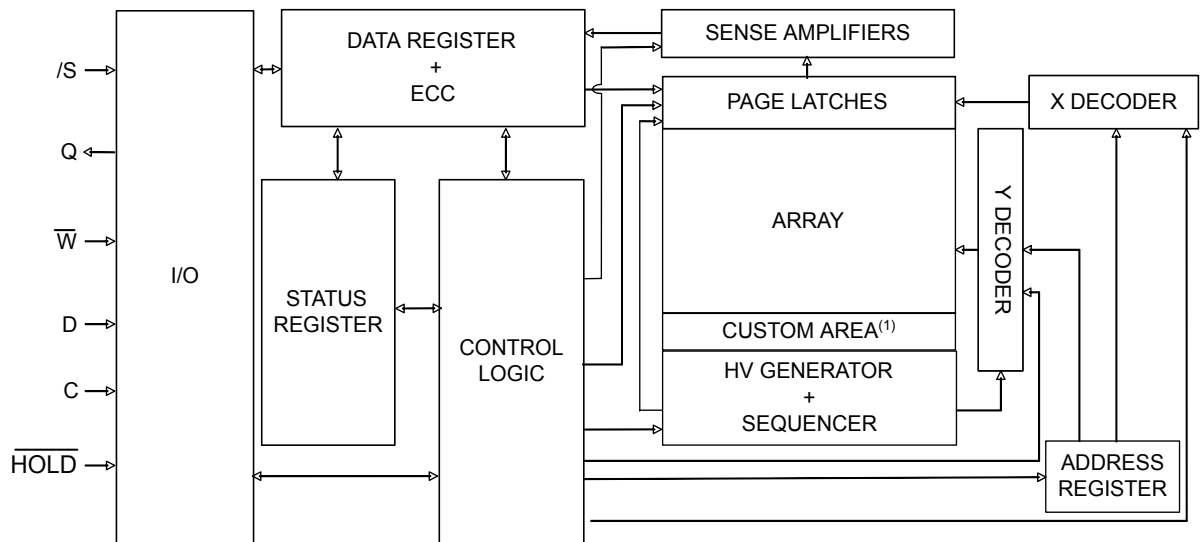 /S
Q
W
D
C
HOLD
I/O
DATA REGISTER
+
ECC
STATUS
REGISTER
CONTROL
LOGIC
SENSE AMPLIFIERS
PAGE LATCHES
ARRAY
CUSTOM AREA(1)
HV GENERATOR
+
SEQUENCER
Y DECODER
X DECODER
ADDRESS
REGISTER